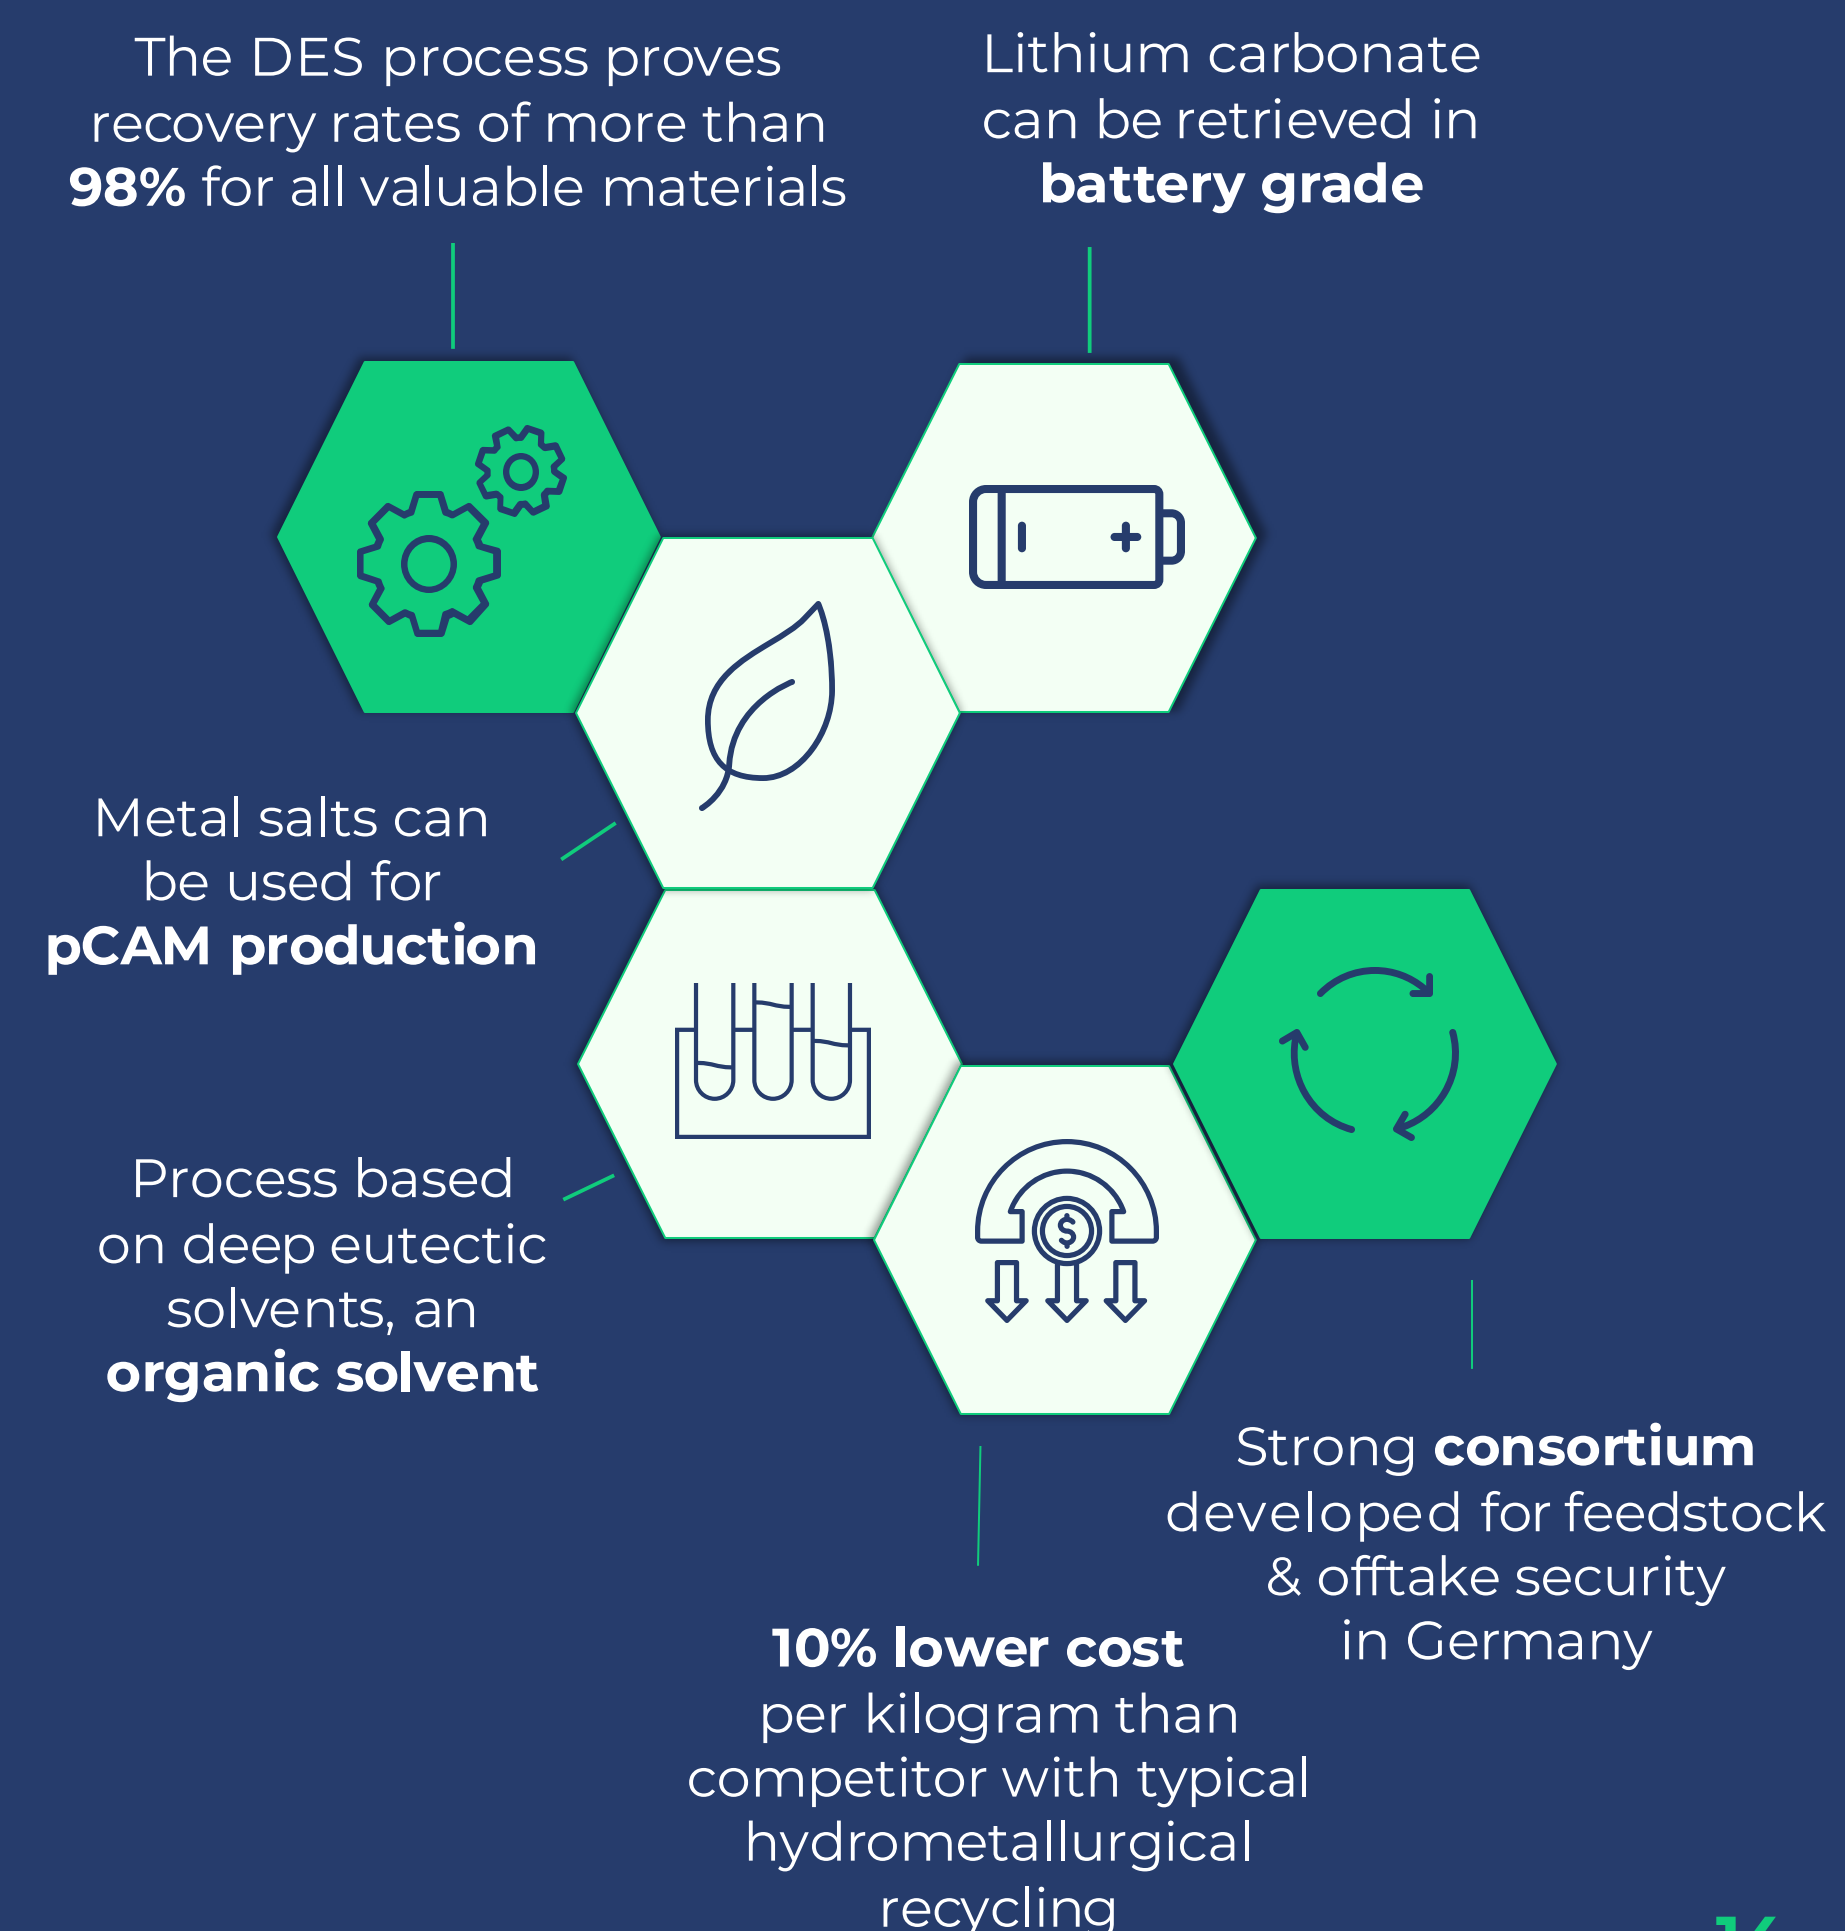 The DES process proves
recovery rates of more than
98% for all valuable materials
Lithium carbonate
can be retrieved in
battery grade
Metal salts can
be used for
pCAM production
Process based
on deep eutectic
solvents, an
organic solvent
$
Strong consortium
developed for feedstock
& offtake security
in Germany
10% lower cost
per kilogram than
competitor with typical
hydrometallurgical
recycling